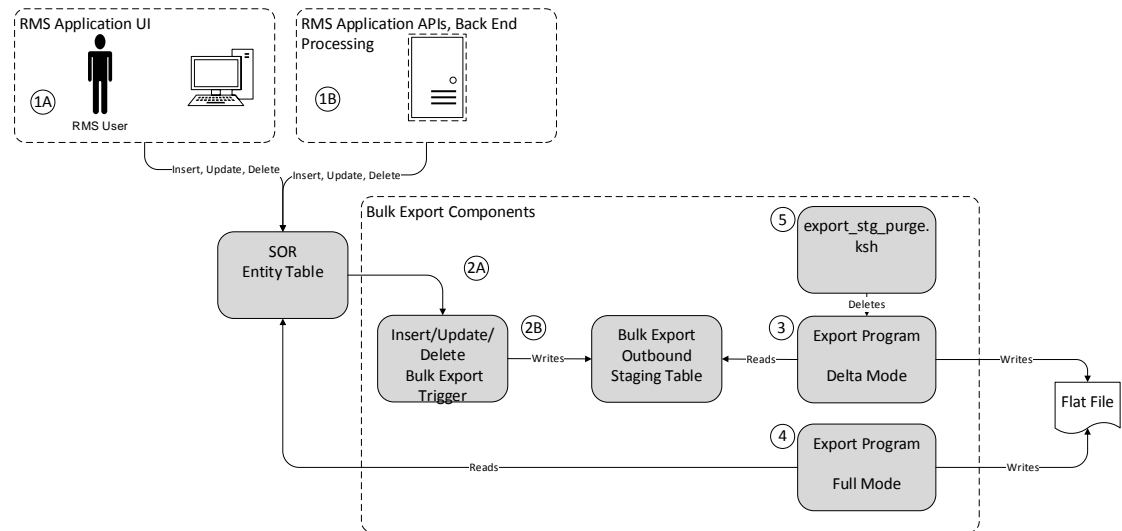 RMS Application UI
1A
RMS User
RMS Application APIs, Back End
Processing
1B
Insert, Update, Delete
Insert, Update, Delete
Bulk Export Components
SOR
Entity Table
2A
Insert/Update/
Delete
Bulk Export
Trigger
2B
Writes
Bulk Export
Outbound
Staging Table
5
export_stg_purge.
ksh
Deletes
3
Export Program
Delta Mode
Reads
Writes
Flat File
4
Export Program
Full Mode
Reads
Writes